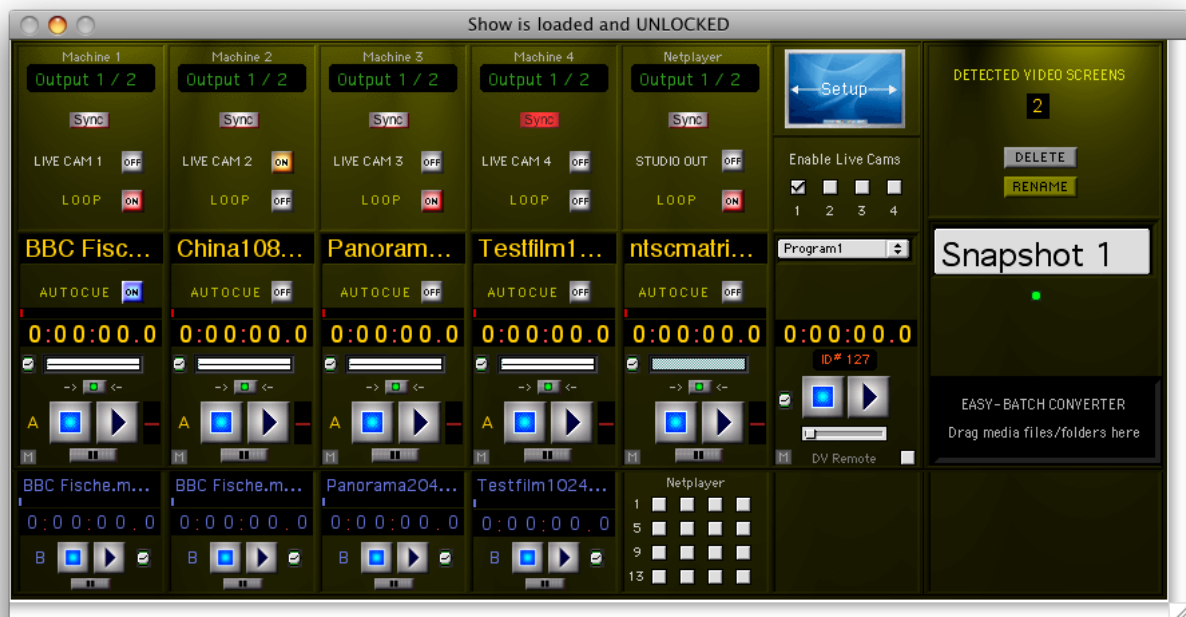 Show is loaded and UNLOCKED
Machine 1 Machine 2 Machine 3 Machine 4 Netplayer
Output 1 / 2 Output 1 / 2 Output 1 / 2 Output 1 / 2 Output 1 / 2
Setup
DETECTED VIDEO SCREENS
2
Sync Sync Sync Sync Sync
LIVE CAM 1 OFF LIVE CAM 2 ON LIVE CAM 3 OFF LIVE CAM 4 OFF STUDIO OUT OFF
Enable Live Cams
DELETE
LOOP ON LOOP OFF LOOP ON LOOP OFF LOOP ON
RENAME
1 2 3 4
BBC Fisc... China108... Panoram... Testfilm1... ntscmatri...
Program1
Snapshot 1
AUTOCUE ON AUTOCUE OFF AUTOCUE OFF AUTOCUE OFF AUTOCUE OFF
0:00:00.0 0:00:00.0 0:00:00.0 0:00:00.0 0:00:00.0 0:00:00.0
ID# 127
-> <- -> <- -> <- -> <- -> <-
A A A A
EASY-BATCH CONVERTER
Drag media files/folders here
M M M M M M DV Remote
BBC Fische.m... BBC Fische.m... Panorama204... Testfilm1024... Netplayer
0:00:00.0 0:00:00.0 0:00:00.0 0:00:00.0
B B B B
1
5
9
13